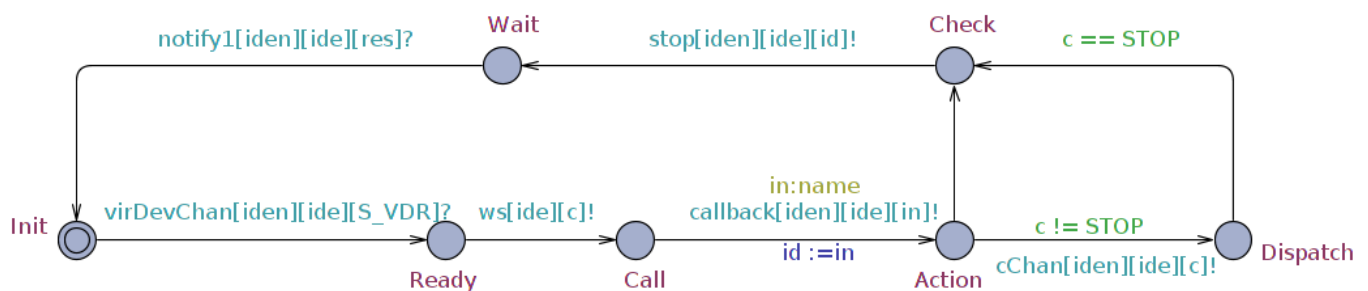 Wait
Check
notify1[iden][ide][res]?
stop[iden][ide][id]!
c == STOP
in:name
Init
virDevChan[iden][ide][S_VDR]?
ws[ide][c]!
callback[iden][ide][in]!
c != STOP
Dispatch
id :=in
cChan[iden][ide][c]!
Ready
Call
Action